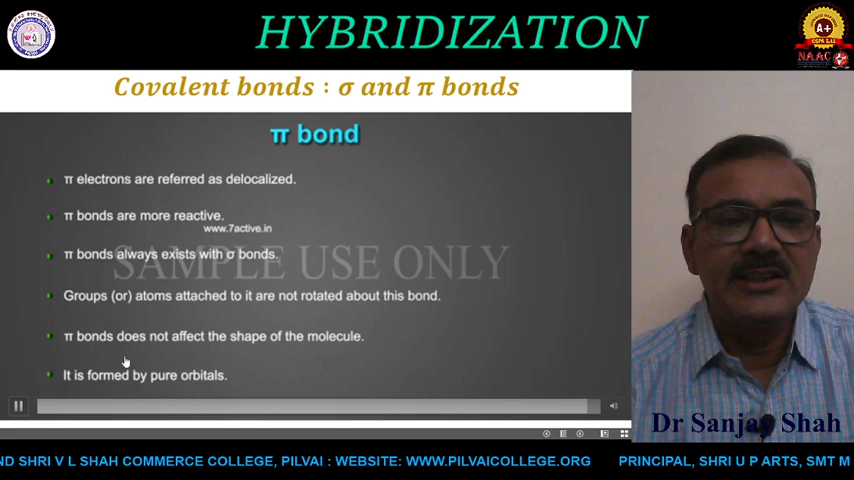 HYBRIDIZATION
A+
CGPA 3.41
NAAC
Covalent bonds : σ and π bonds
π bond
π electrons are referred as delocalized.
π bonds are more reactive.
www.7active.in
SAMPLE USE ONLY
π bonds always exists with σ bonds.
Groups (or) atoms attached to it are not rotated about this bond.
π bonds does not affect the shape of the molecule.
It is formed by pure orbitals.
Dr Sanjay Shah
ND SHRI V L SHAH COMMERCE COLLEGE, PILVAI : WEBSITE: WWW.PILVAICOLLEGE.ORG PRINCIPAL, SHRI U P ARTS, SMT M